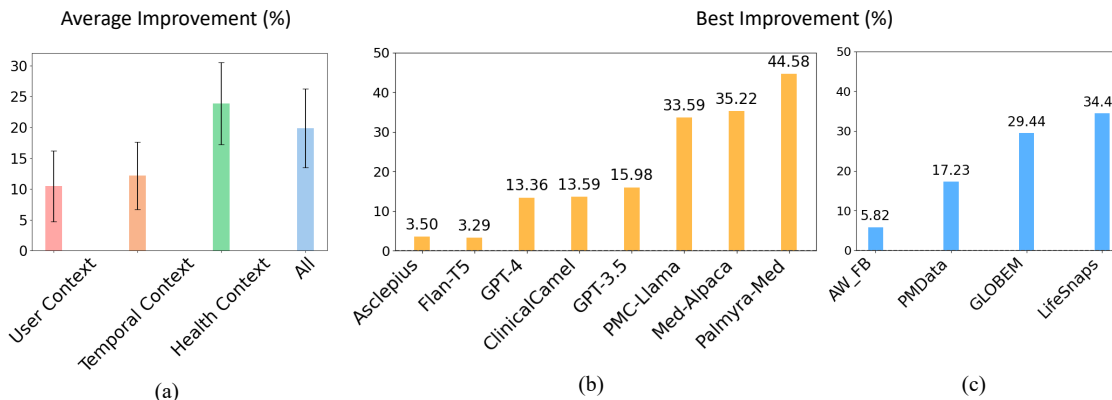 Average Improvement (%)
30
25
20
15
10
5
0
User Context
Temporal Context
Health Context
All
(a)
Best Improvement (%)
50
40
30
20
10
0
3.50
3.29
13.36
13.59
15.98
33.59
35.22
44.58
Asclepius
Flan-T5
GPT-4
ClinicalCamel
GPT-3.5
PMC-Llama
Med-Alpaca
Palmyra-Med
(b)
50
40
30
20
10
0
5.82
17.23
29.44
34.4
AW_FB
PMData
GLOBEM
LifeSnaps
(c)